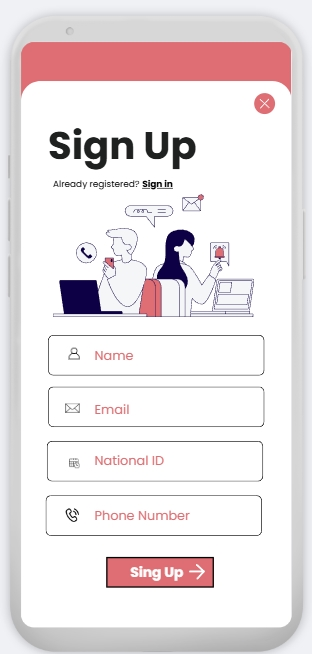 Sign Up
Already registered? Sign in
Name
Email
National ID
Phone Number
Sing Up